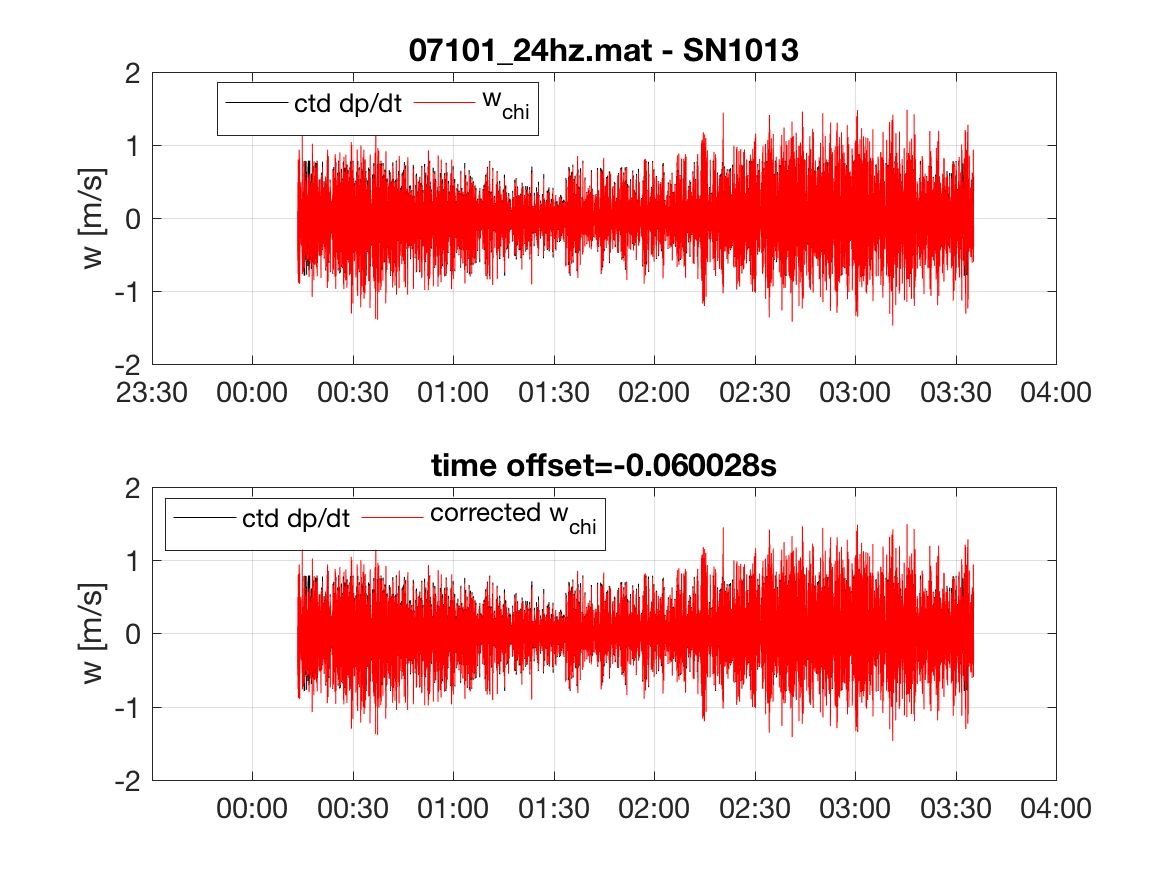 07101_24hz.mat - SN1013
2
ctd dp/dt w_chi
1
0
-1
-2
w [m/s]
23:30 00:00 00:30 01:00 01:30 02:00 02:30 03:00 03:30 04:00
time offset=-0.060028s
2
ctd dp/dt corrected w_chi
1
0
-1
-2
w [m/s]
00:00 00:30 01:00 01:30 02:00 02:30 03:00 03:30 04:00